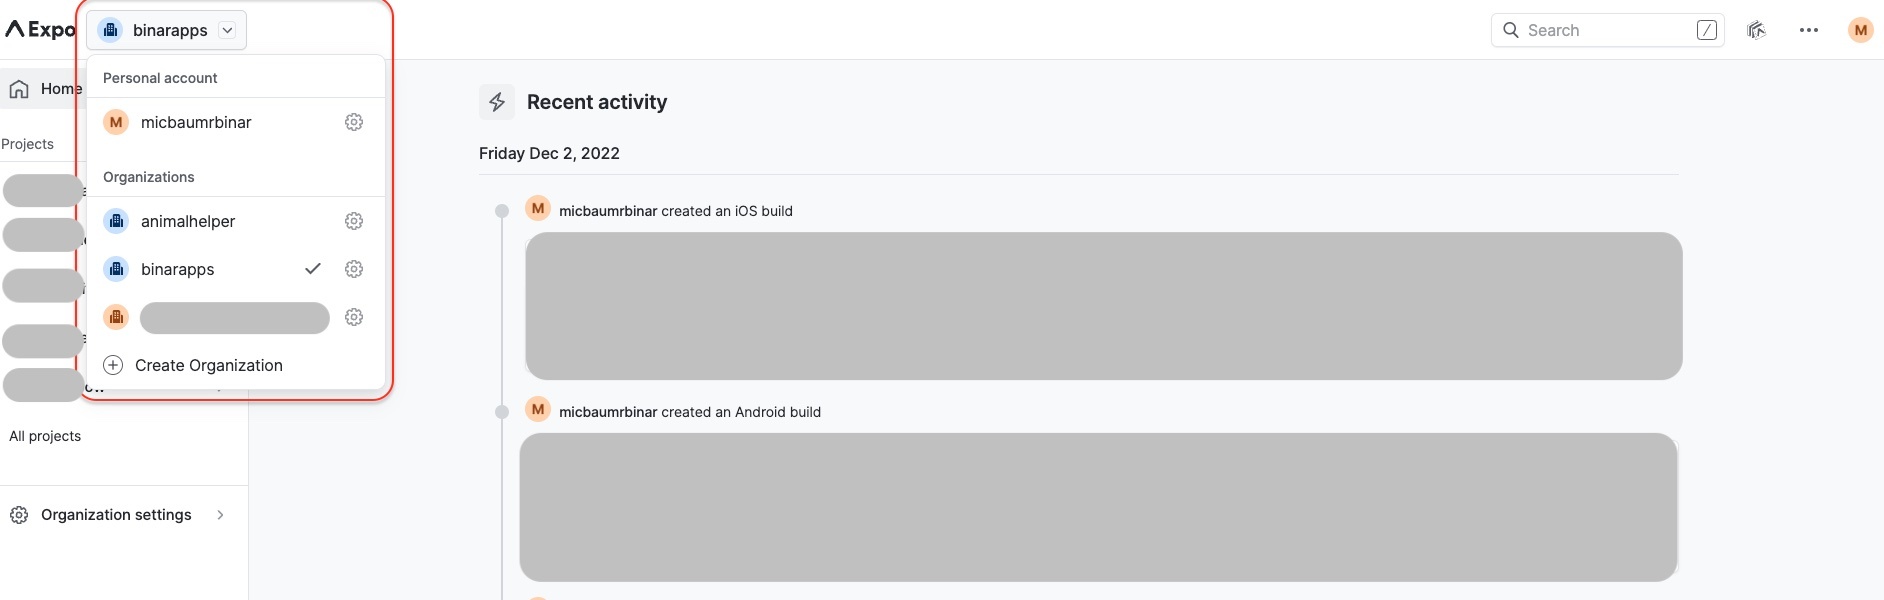 Expo
binarapps
Search
/
M
Personal account
M micbaumrbinar
Organizations
animalhelper
binarapps
Create Organization
Home
Projects
All projects
Organization settings
Recent activity
Friday Dec 2, 2022
M micbaumrbinar created an iOS build
M micbaumrbinar created an Android build